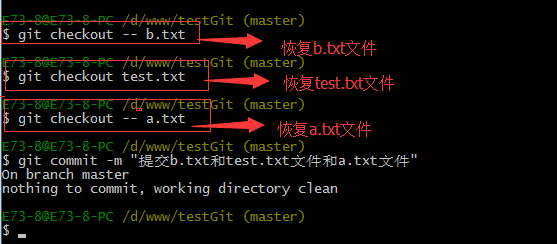 E73-8@E73-8-PC /d/www/testGit (master)
$ git checkout -- b.txt
恢复b.txt文件
E73-8@E73-8-PC /d/www/testGit (master)
$ git checkout test.txt
恢复test.txt文件
E73-8@E73-8-PC /d/www/testGit (master)
$ git checkout -- a.txt
恢复a.txt文件
E73-8@E73-8-PC /d/www/testGit (master)
$ git commit -m "提交b.txt和test.txt文件和a.txt文件"
On branch master
nothing to commit, working directory clean
E73-8@E73-8-PC /d/www/testGit (master)
$